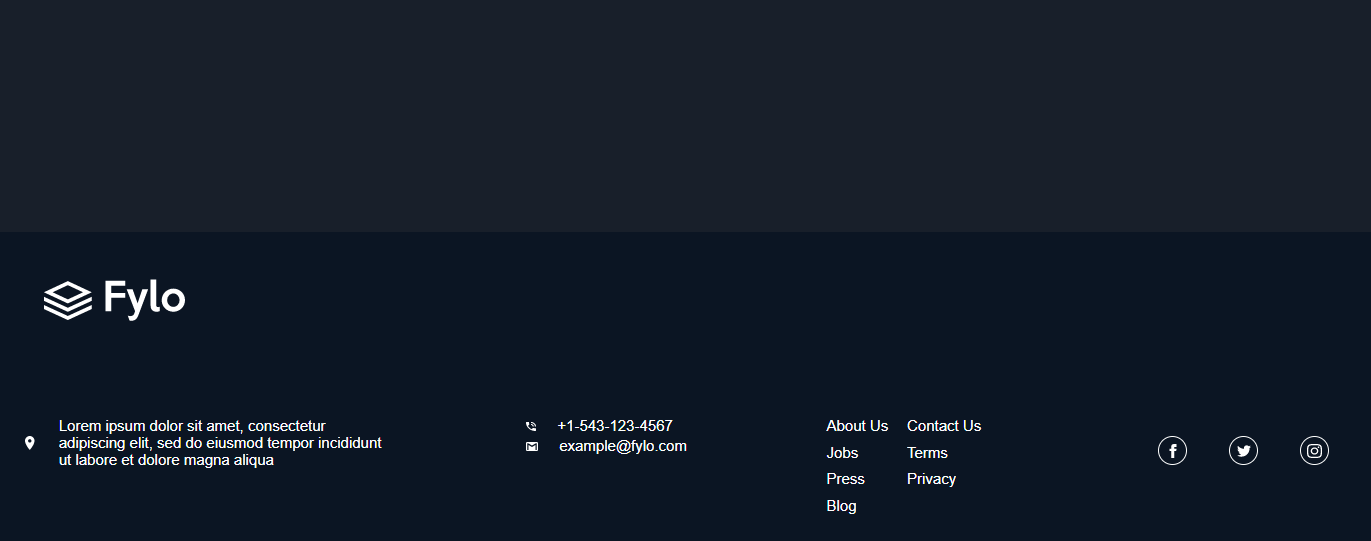 Fylo
Lorem ipsum dolor sit amet, consectetur
adipiscing elit, sed do eiusmod tempor incididunt
ut labore et dolore magna aliqua
+1-543-123-4567
example@fylo.com
About Us
Jobs
Press
Blog
Contact Us
Terms
Privacy